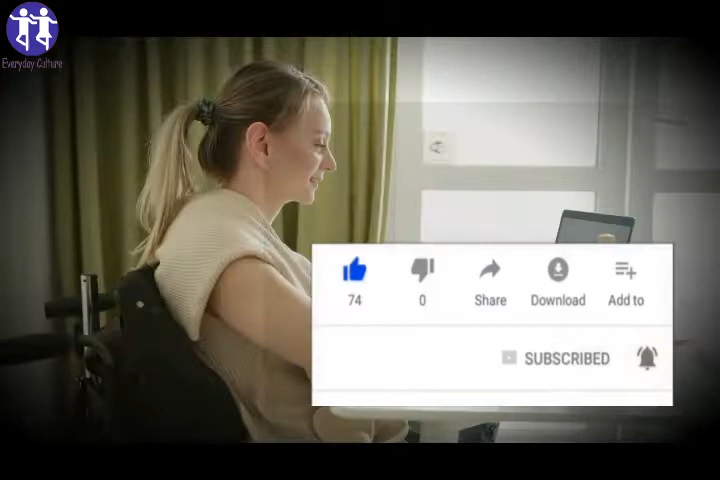 Everyday Culture
74
0
Share
Download
Add to
SUBSCRIBED